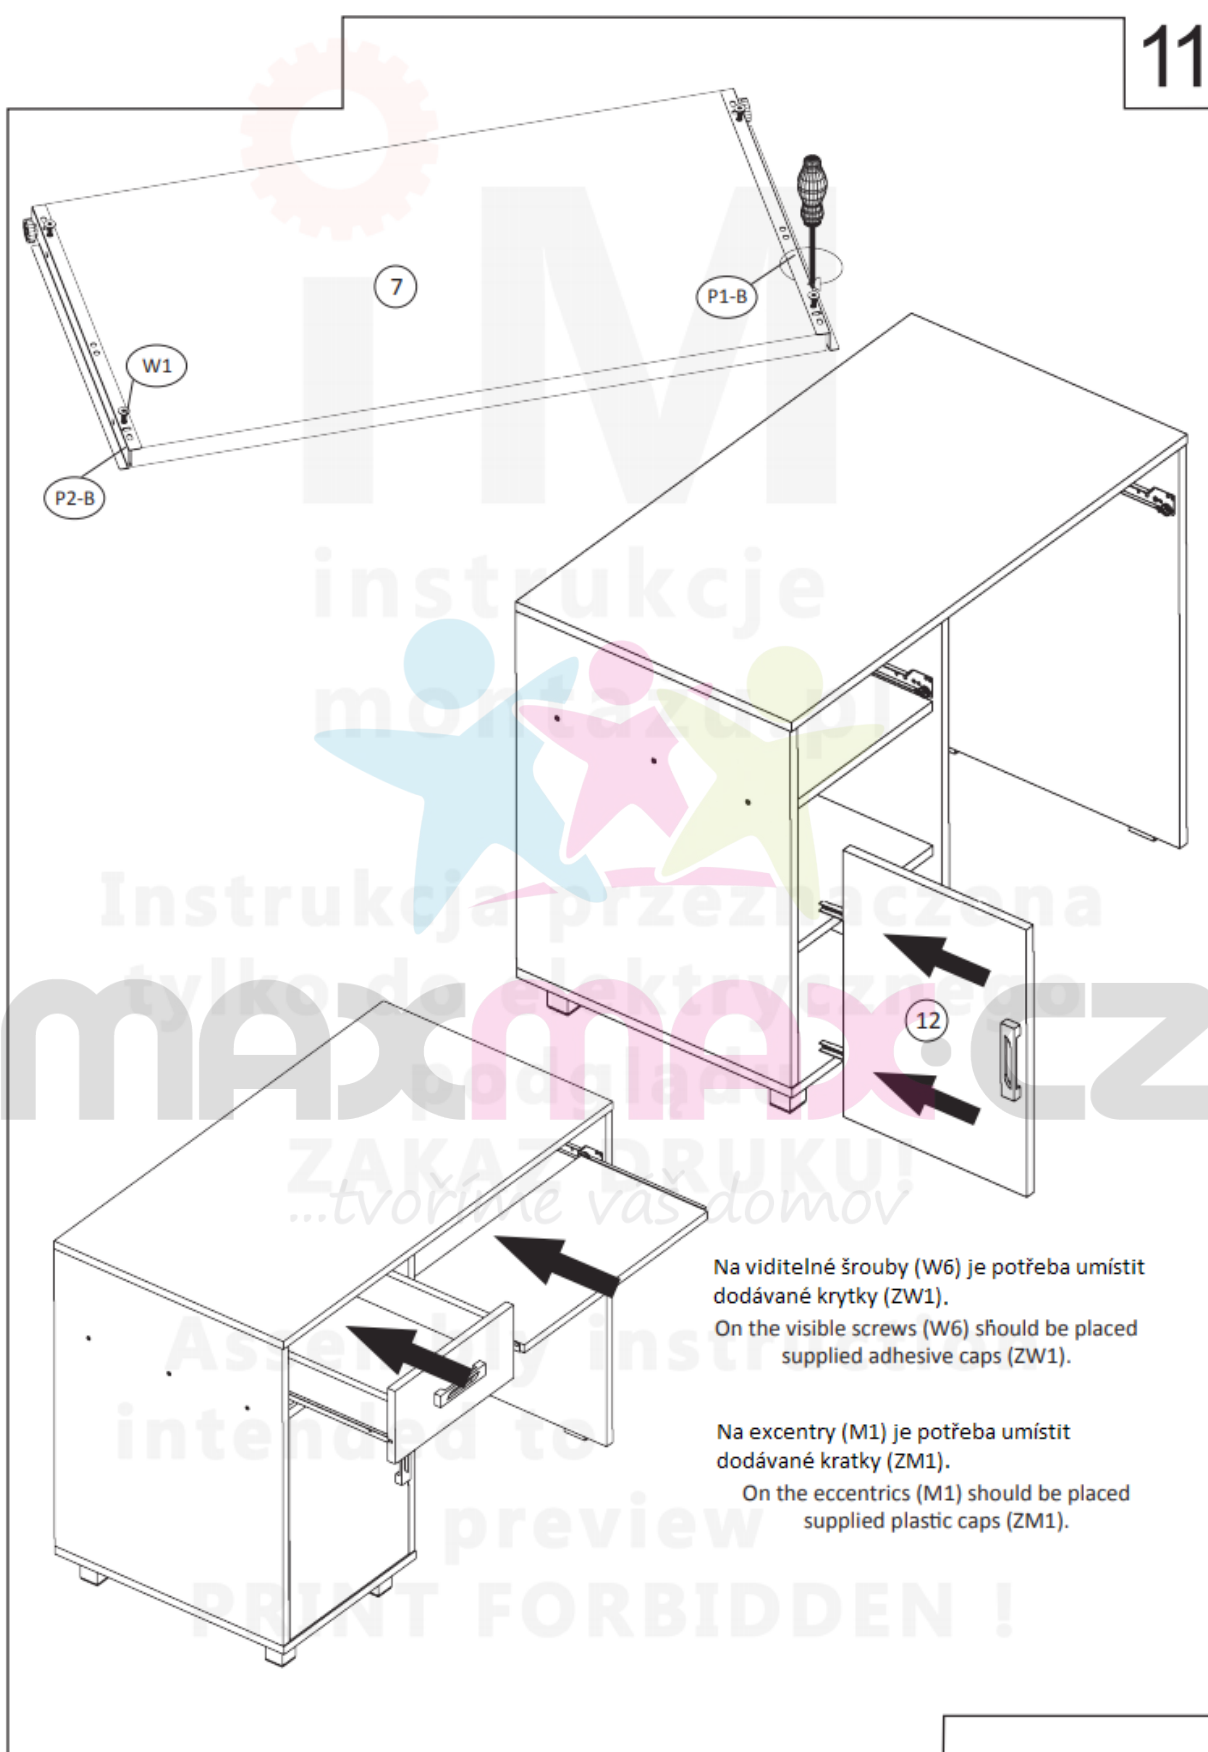 11
7
P1-B
W1
P2-B
instrukcje
montażu.pl
Instrukcja przeznaczona
tylko do elektrycznego
12
maxmax.cz
podglądu
ZAKAZ DRUKU!
...tvoříme váš domov
Na viditelné šrouby (W6) je potřeba umístit
dodávané krytky (ZW1).
On the visible screws (W6) should be placed
supplied adhesive caps (ZW1).
Assembly instruction
intended to
Na excentry (M1) je potřeba umístit
dodávané kratky (ZM1).
On the eccentrics (M1) should be placed
supplied plastic caps (ZM1).
preview
PRINT FORBIDDEN !